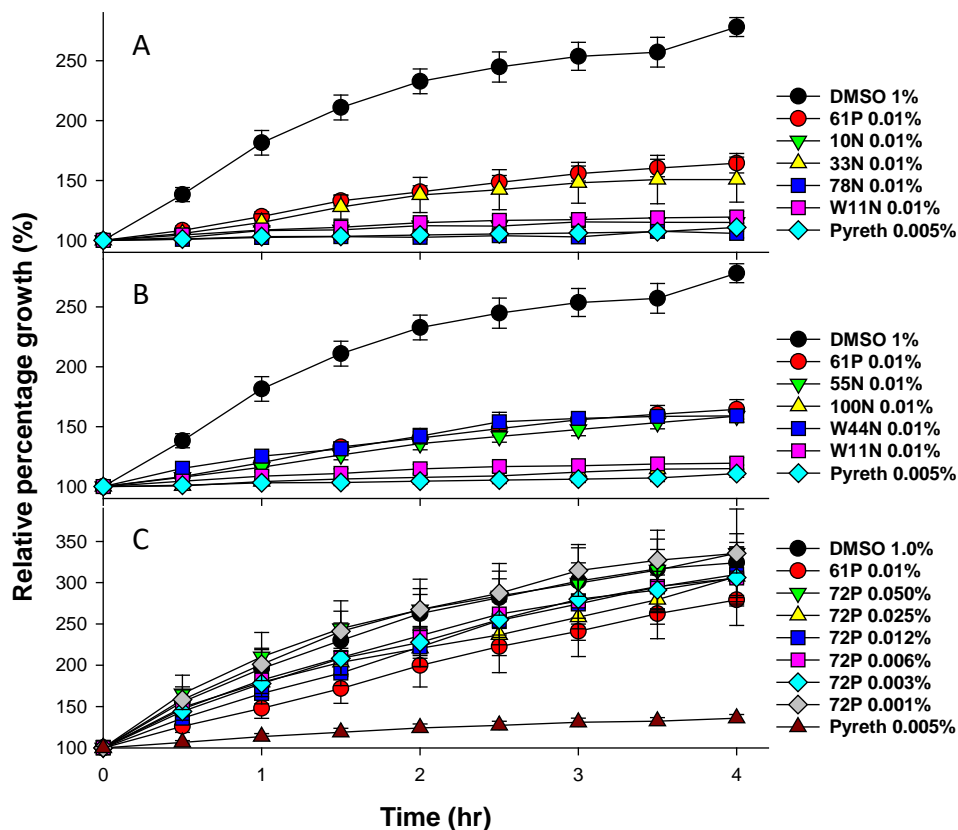 A
250
200
150
100
DMSO 1%
61P 0.01%
10N 0.01%
33N 0.01%
78N 0.01%
W11N 0.01%
Pyreth 0.005%
B
250
200
150
100
DMSO 1%
61P 0.01%
55N 0.01%
100N 0.01%
W44N 0.01%
W11N 0.01%
Pyreth 0.005%
C
350
300
250
200
150
100
DMSO 1.0%
61P 0.01%
72P 0.050%
72P 0.025%
72P 0.012%
72P 0.006%
72P 0.003%
72P 0.001%
Pyreth 0.005%
Relative percentage growth (%)
0 1 2 3 4
Time (hr)